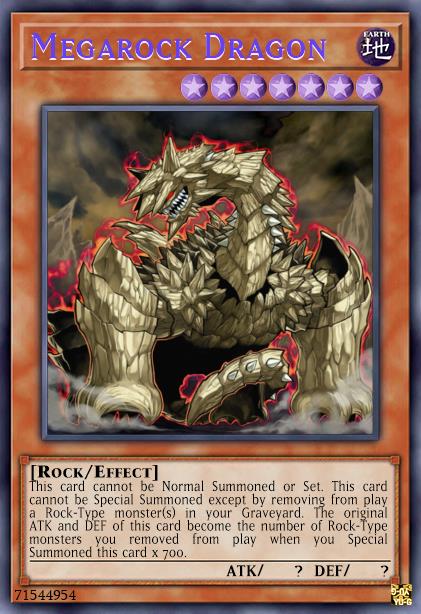 Megarock Dragon
EARTH
地
[Rock/Effect]
This card cannot be Normal Summoned or Set. This card
cannot be Special Summoned except by removing from play
a Rock-Type monster(s) in your Graveyard. The original
ATK and DEF of this card become the number of Rock-Type
monsters you removed from play when you Special
Summoned this card x 700.
ATK/ ? DEF/ ?
71544954